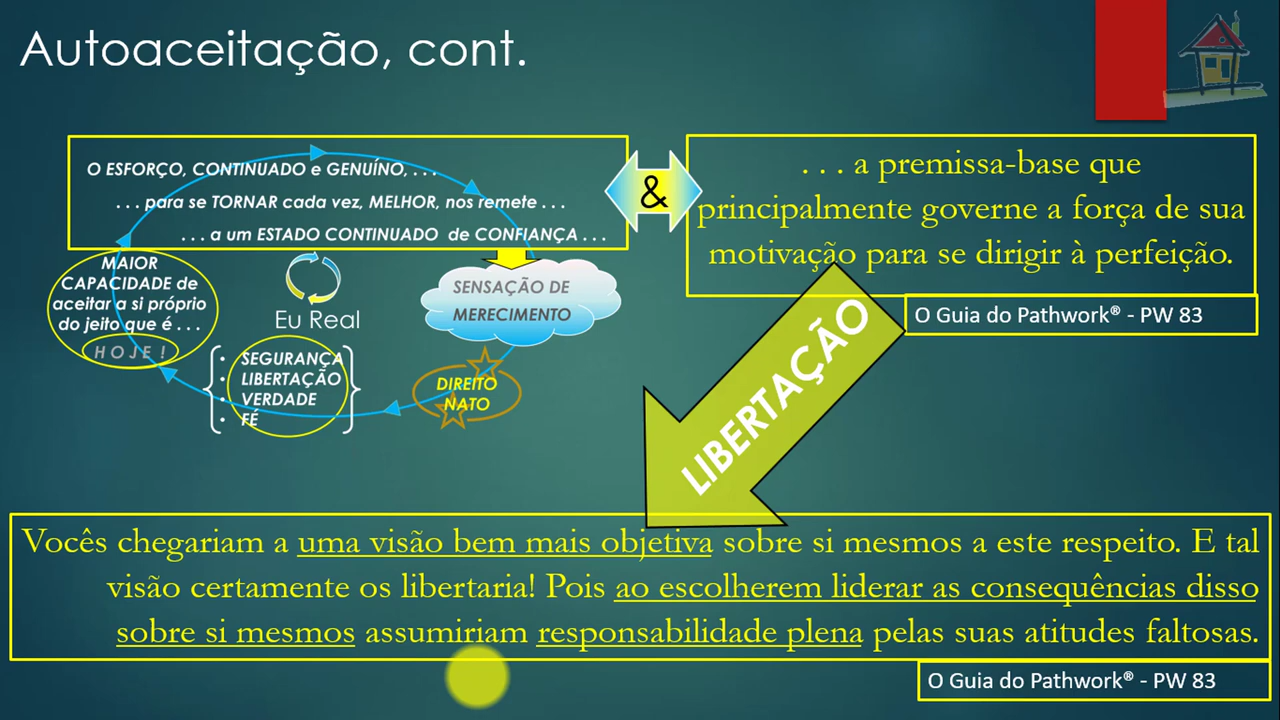 Autoaceitação, cont.
O ESFORÇO, CONTINUADO e GENUÍNO, . . .
. . . para se TORNAR cada vez, MELHOR, nos remete . . .
. . . a um ESTADO CONTINUADO de CONFIANÇA . . .
&
. . . a premissa-base que
principalmente governe a força de sua
motivação para se dirigir à perfeição.
O Guia do Pathwork® - PW 83
MAIOR
CAPACIDADE de
aceitar a si próprio
do jeito que é . . .
H O J E !
Eu Real
SENSAÇÃO DE
MERECIMENTO
• SEGURANÇA
• LIBERTAÇÃO
• VERDADE
• FÉ
DIREITO
NATO
LIBERTAÇÃO
Vocês chegariam a uma visão bem mais objetiva sobre si mesmos a este respeito. E tal
visão certamente os libertaria! Pois ao escolherem liderar as consequências disso
sobre si mesmos assumiriam responsabilidade plena pelas suas atitudes faltosas.
O Guia do Pathwork® - PW 83